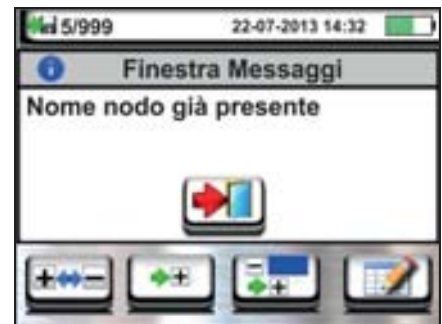 5/999 22-07-2013 14:32
Finestra Messaggi
Nome nodo già presente